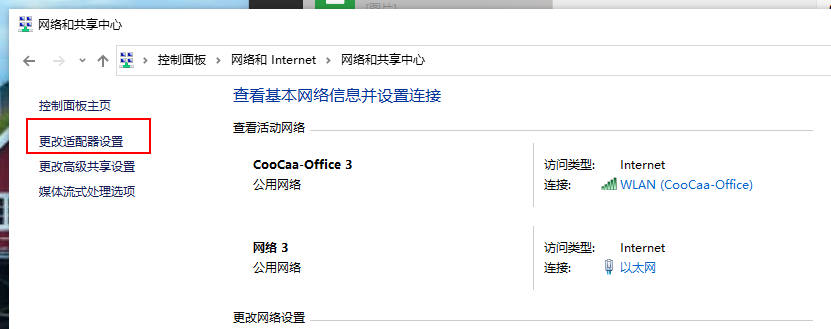 [图片]
网络和共享中心
控制面板 网络和 Internet 网络和共享中心
控制面板主页
更改适配器设置
更改高级共享设置
媒体流式处理选项
查看基本网络信息并设置连接
查看活动网络
CooCaa-Office 3
公用网络
访问类型: Internet
连接: WLAN (CooCaa-Office)
网络 3
公用网络
访问类型: Internet
连接: 以太网
更改网络设置